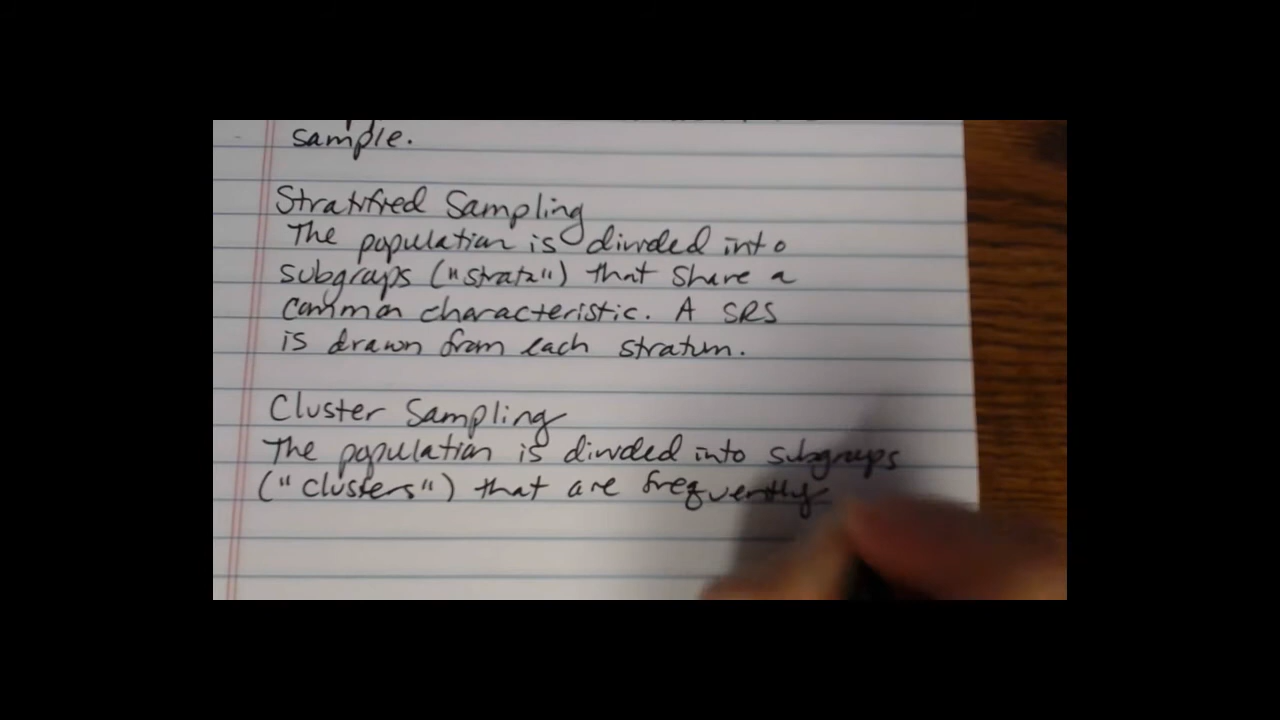 sample.
Stratified Sampling
The population is divided into
subgroups ("strata") that share a
common characteristic. A SRS
is drawn from each stratum.
Cluster Sampling
The population is divided into subgroups
("clusters") that are frequently